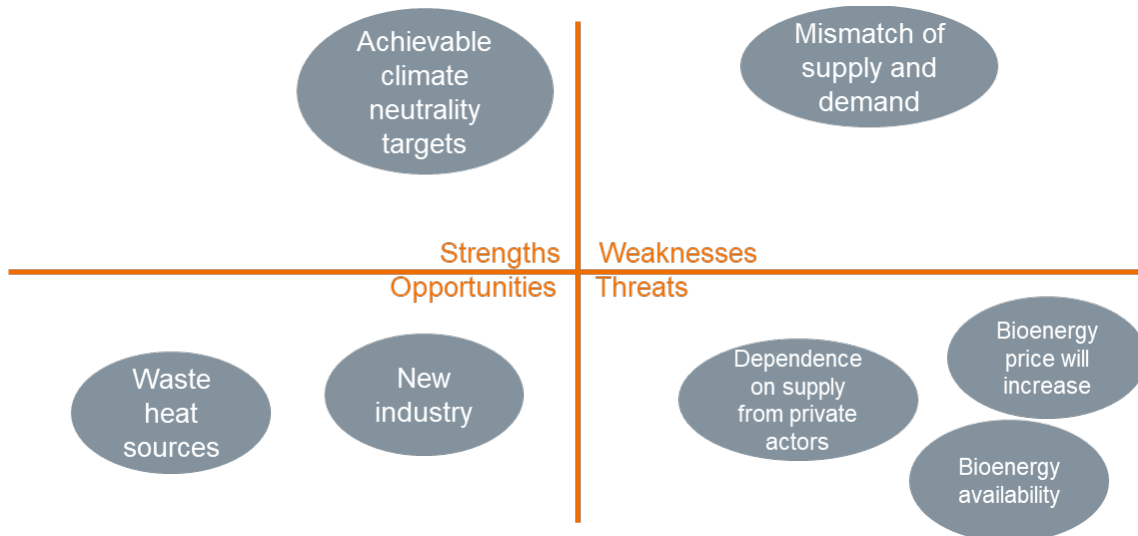 Achievable
climate
neutrality
targets
Mismatch of
supply and
demand
Strengths
Weaknesses
Opportunities
Threats
Waste
heat
sources
New
industry
Dependence
on supply
from private
actors
Bioenergy
price will
increase
Bioenergy
availability